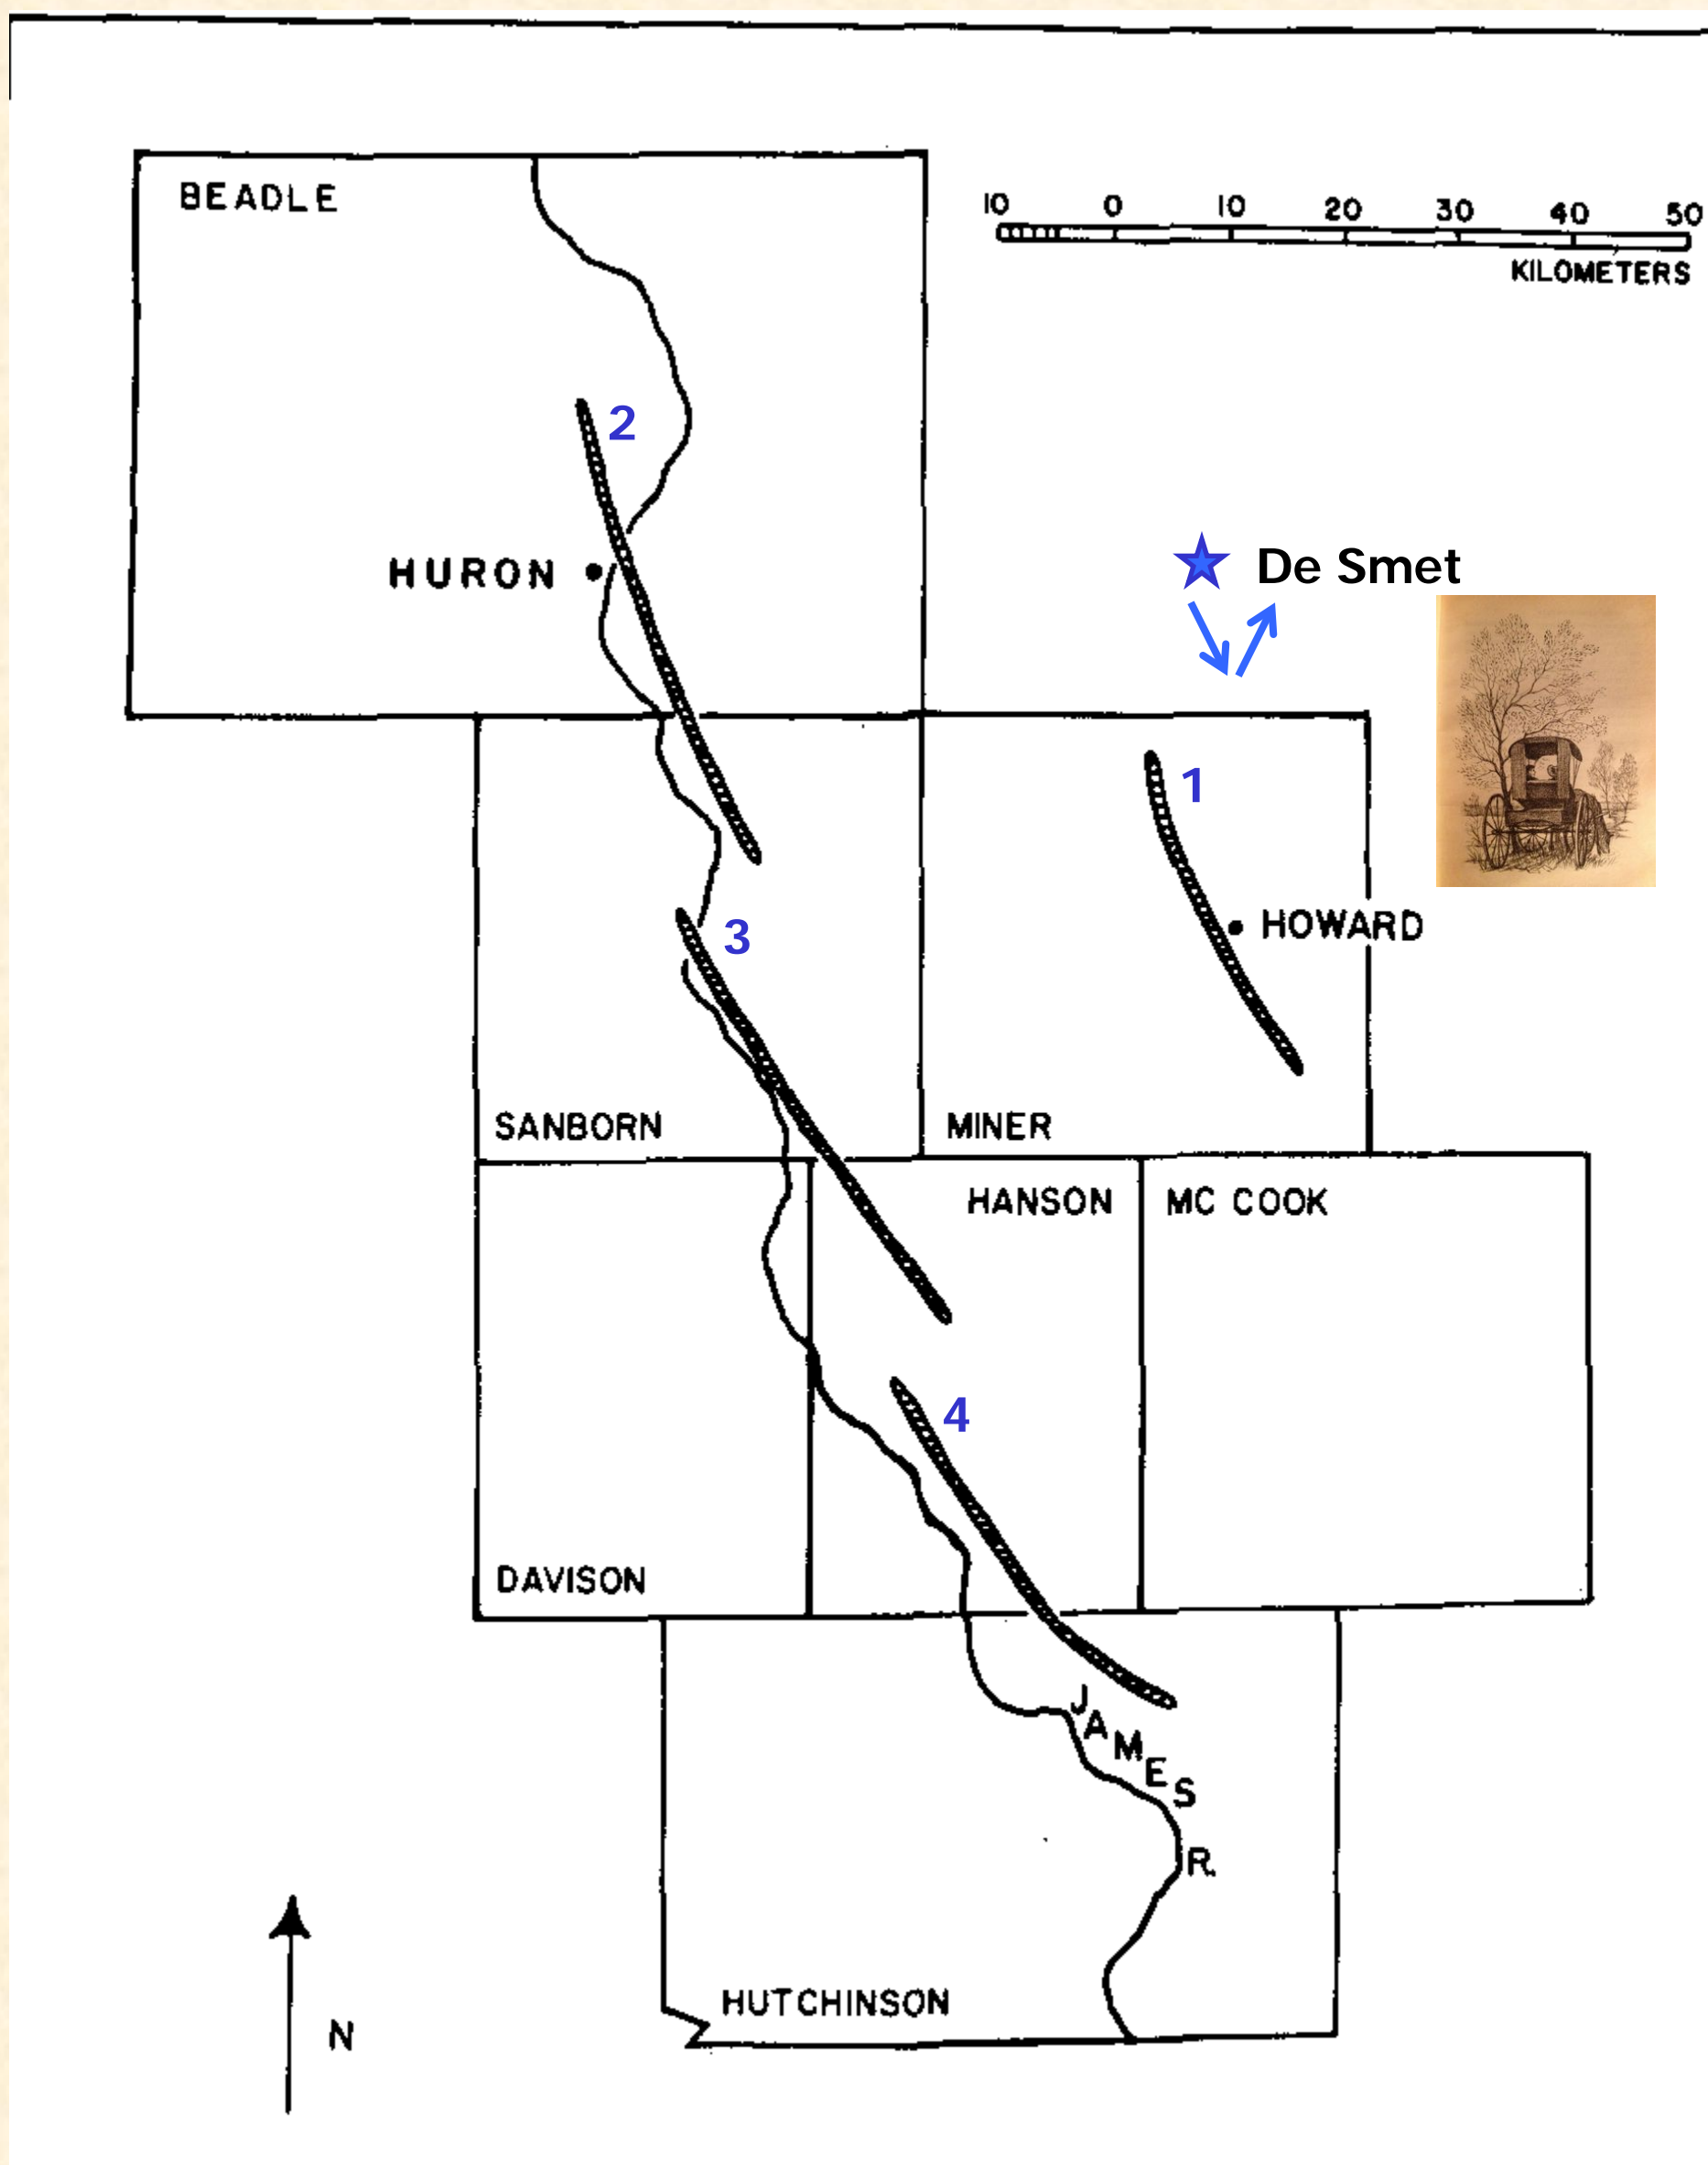 BEADLE
10 0 10 20 30 40 50
KILOMETERS
2
HURON
De Smet
1
HOWARD
3
SANBORN
MINER
HANSON
MC COOK
4
DAVISON
JAMES
R.
HUTCHINSON
N